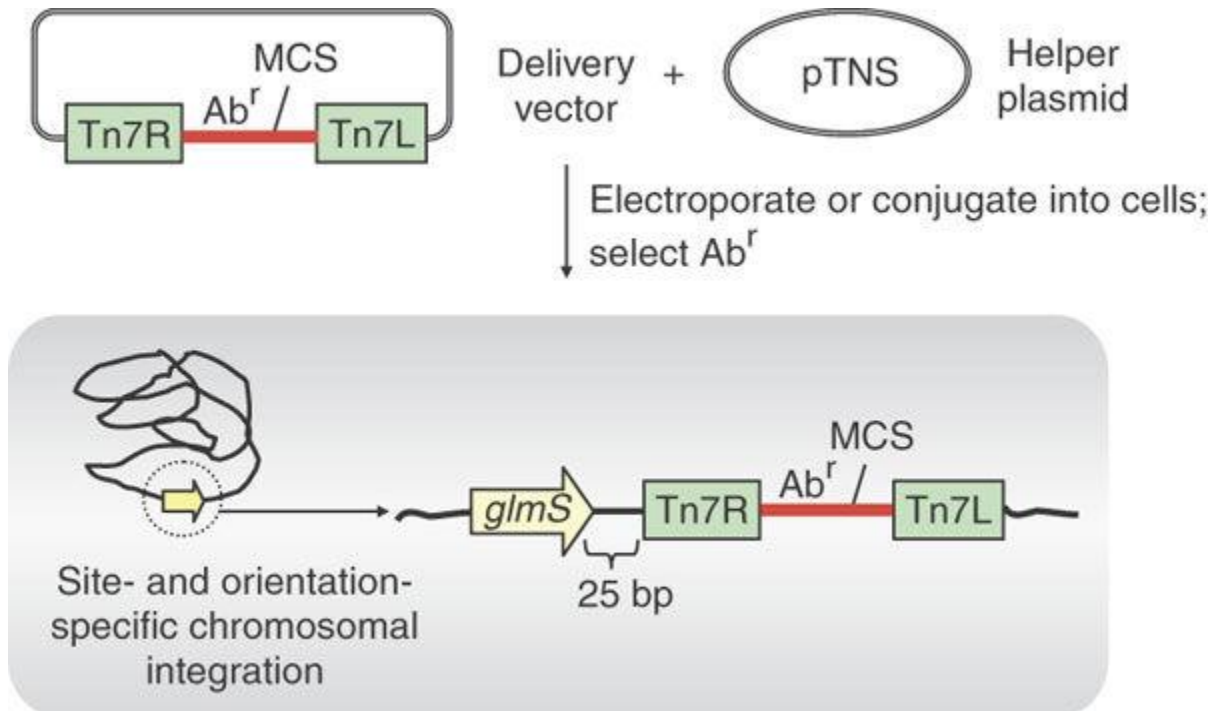 MCS
Ab^r
Tn7R
Tn7L
Delivery
vector
+
pTNS
Helper
plasmid
Electroporate or conjugate into cells;
select Ab^r
MCS
Ab^r
glmS
Tn7R
Tn7L
25 bp
Site- and orientation-
specific chromosomal
integration